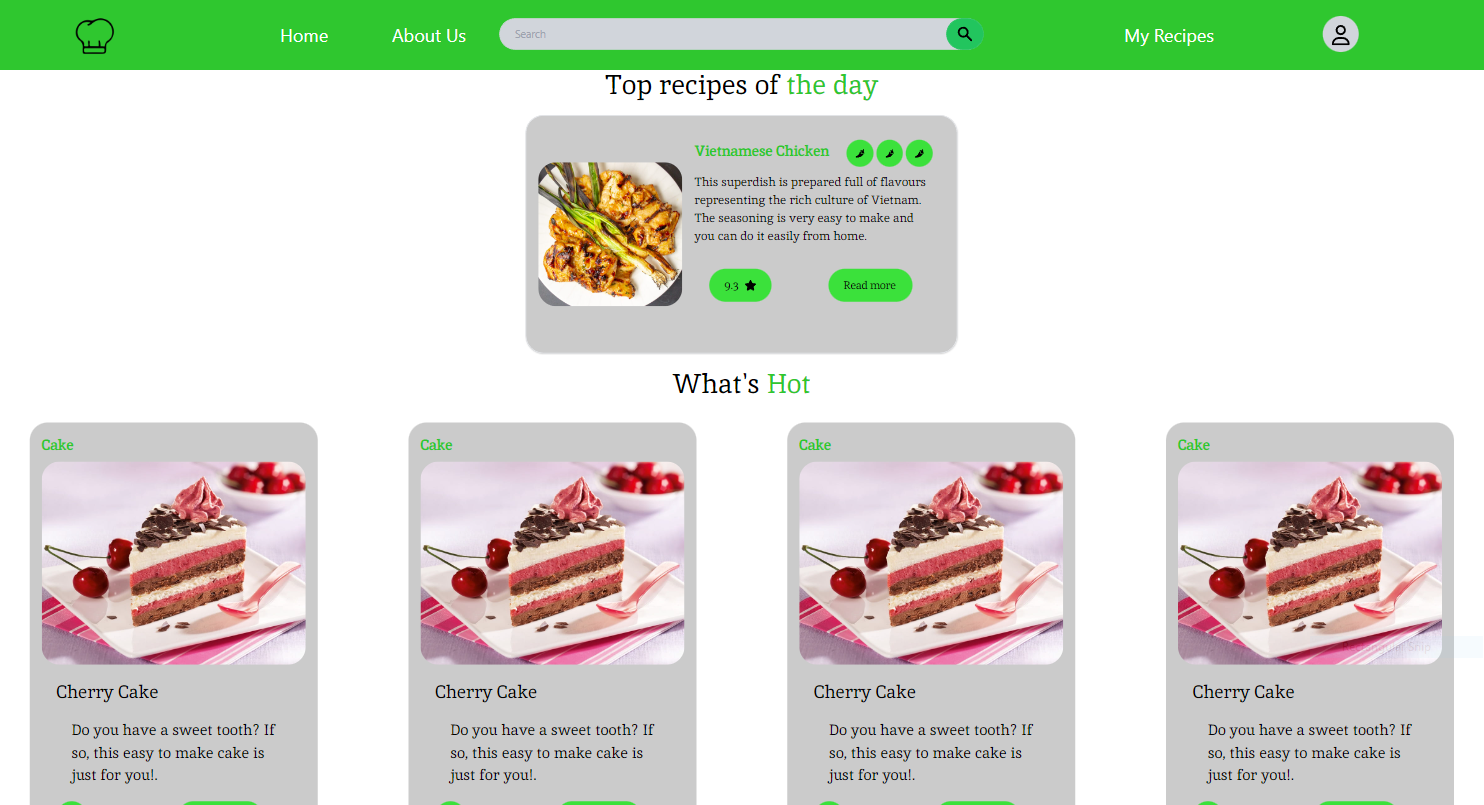 Home
About Us
Search
My Recipes
Top recipes of the day
Vietnamese Chicken
This superdish is prepared full of flavours
representing the rich culture of Vietnam.
The seasoning is very easy to make and
you can do it easily from home.
9.3
Read more
What's Hot
Cake
Cherry Cake
Do you have a sweet tooth? If
so, this easy to make cake is
just for you!.
Cake
Cherry Cake
Do you have a sweet tooth? If
so, this easy to make cake is
just for you!.
Cake
Cherry Cake
Do you have a sweet tooth? If
so, this easy to make cake is
just for you!.
Cake
Cherry Cake
Do you have a sweet tooth? If
so, this easy to make cake is
just for you!.